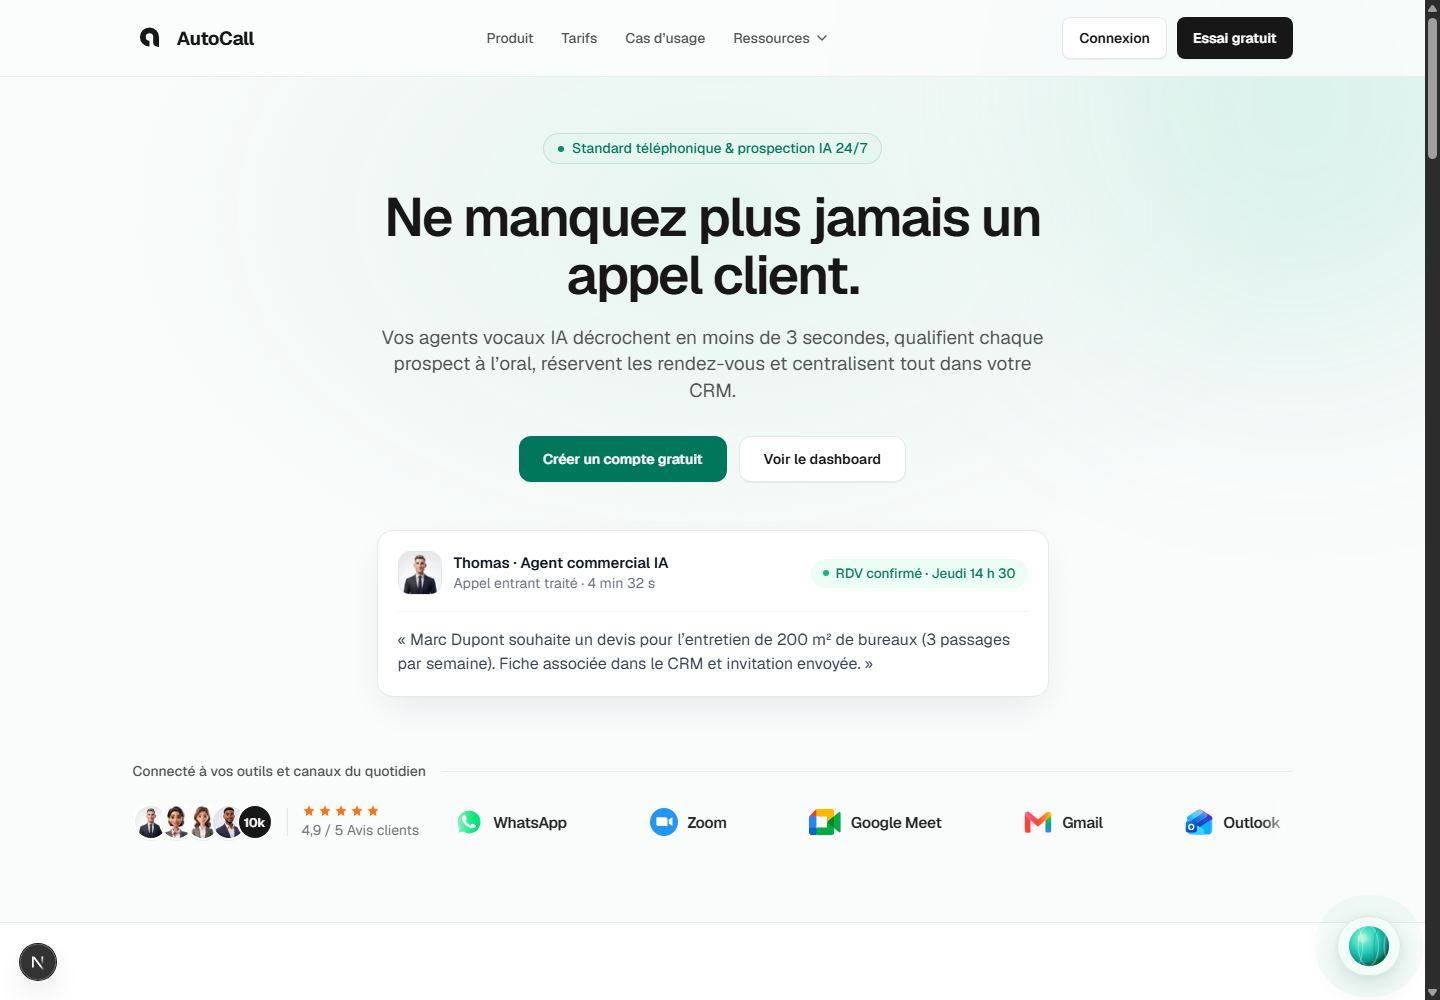 AutoCall
Produit
Tarifs
Cas d’usage
Ressources
Connexion
Essai gratuit
Standard téléphonique & prospection IA 24/7
Ne manquez plus jamais un
appel client.
Vos agents vocaux IA décrochent en moins de 3 secondes, qualifient chaque
prospect à l’oral, réservent les rendez-vous et centralisent tout dans votre
CRM.
Créer un compte gratuit
Voir le dashboard
Thomas · Agent commercial IA
Appel entrant traité · 4 min 32 s
RDV confirmé · Jeudi 14 h 30
« Marc Dupont souhaite un devis pour l’entretien de 200 m² de bureaux (3 passages
par semaine). Fiche associée dans le CRM et invitation envoyée. »
Connecté à vos outils et canaux du quotidien
10k
4,9 / 5 Avis clients
WhatsApp
Zoom
Google Meet
Gmail
Outlook
N